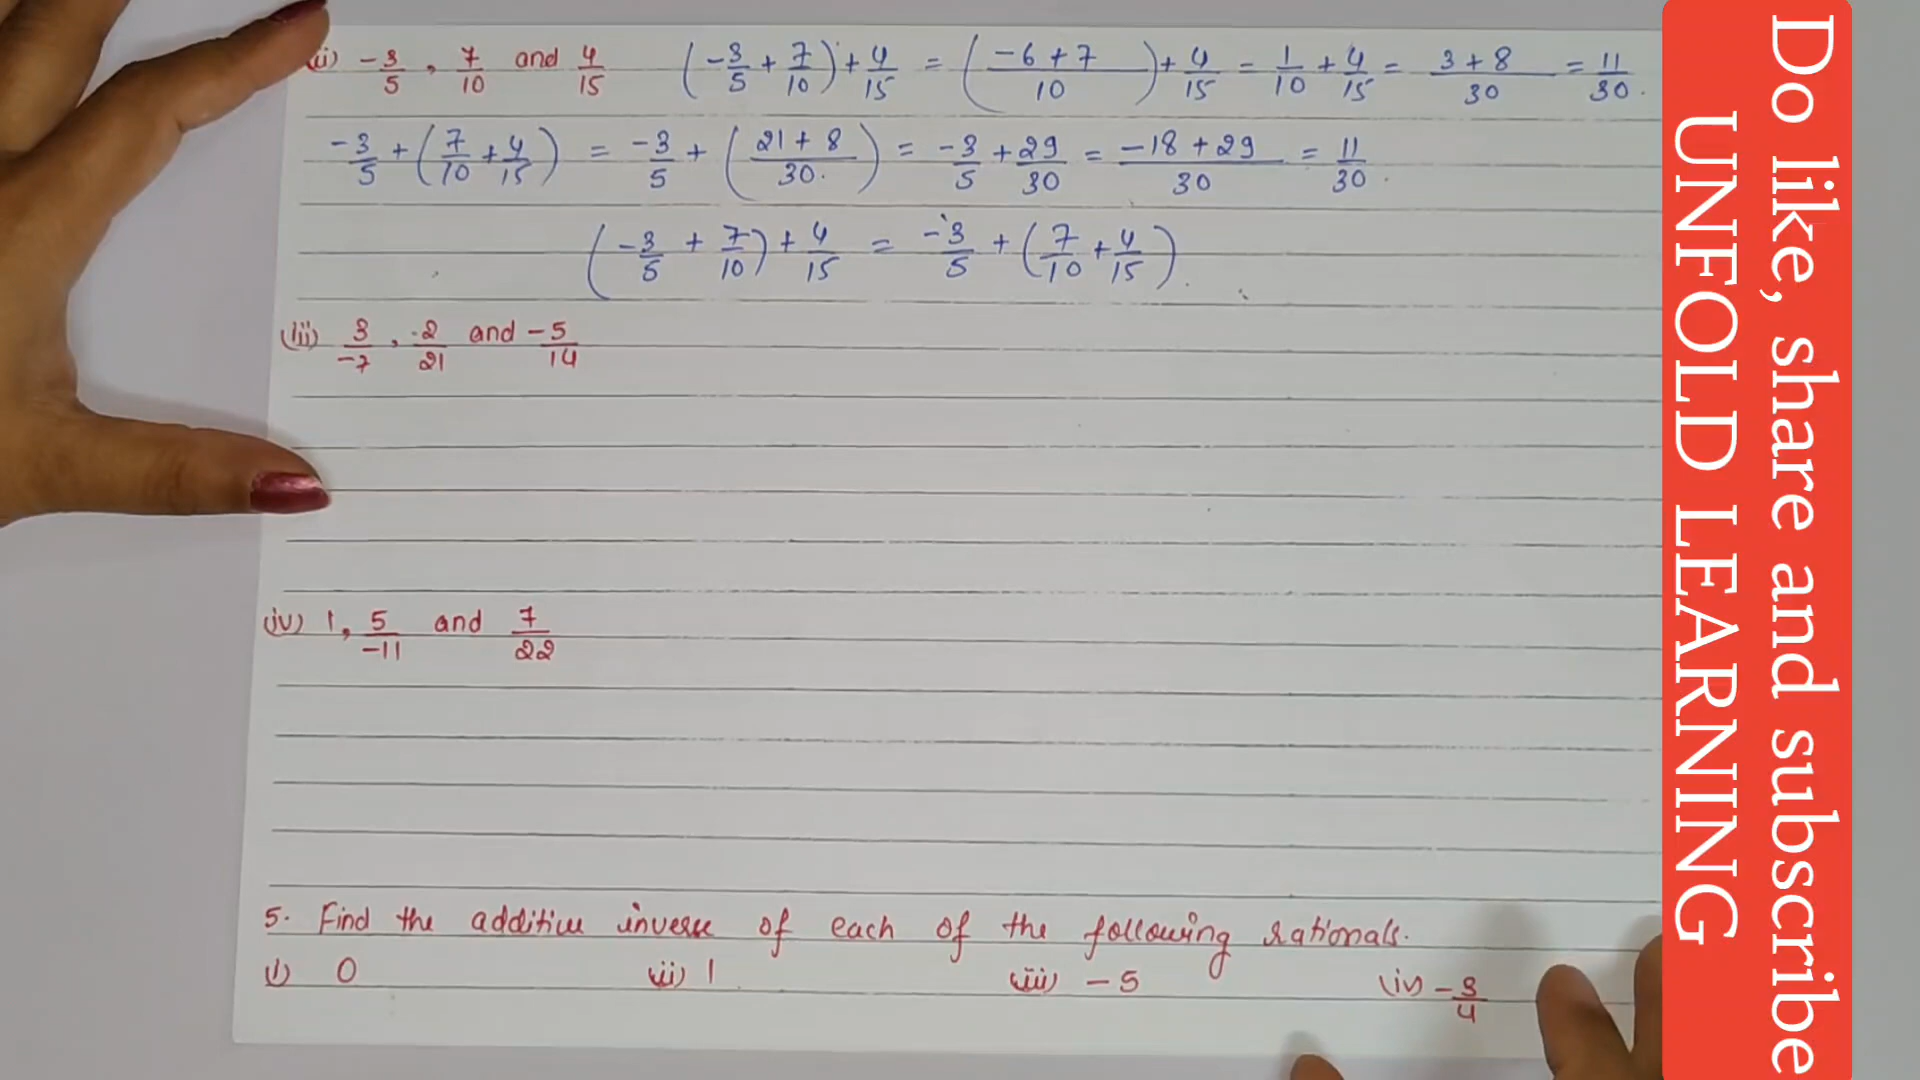 (ii) -3/5, 7/10 and 4/15 (-3/5 + 7/10) + 4/15 = (-6+7/10) + 4/15 = 1/10 + 4/15 = 3+8/30 = 11/30.
-3/5 + (7/10 + 4/15) = -3/5 + (21+8/30.) = -3/5 + 29/30 = -18+29/30 = 11/30.
(-3/5 + 7/10) + 4/15 = -3/5 + (7/10 + 4/15).
(iii) 3/-7, 2/21 and -5/14
(iv) 1, 5/-11 and 7/22
5. Find the additive inverse of each of the following rationals.
(i) 0 (ii) 1 (iii) -5 (iv) -3/4
Do like, share and subscribe
UNFOLD LEARNING